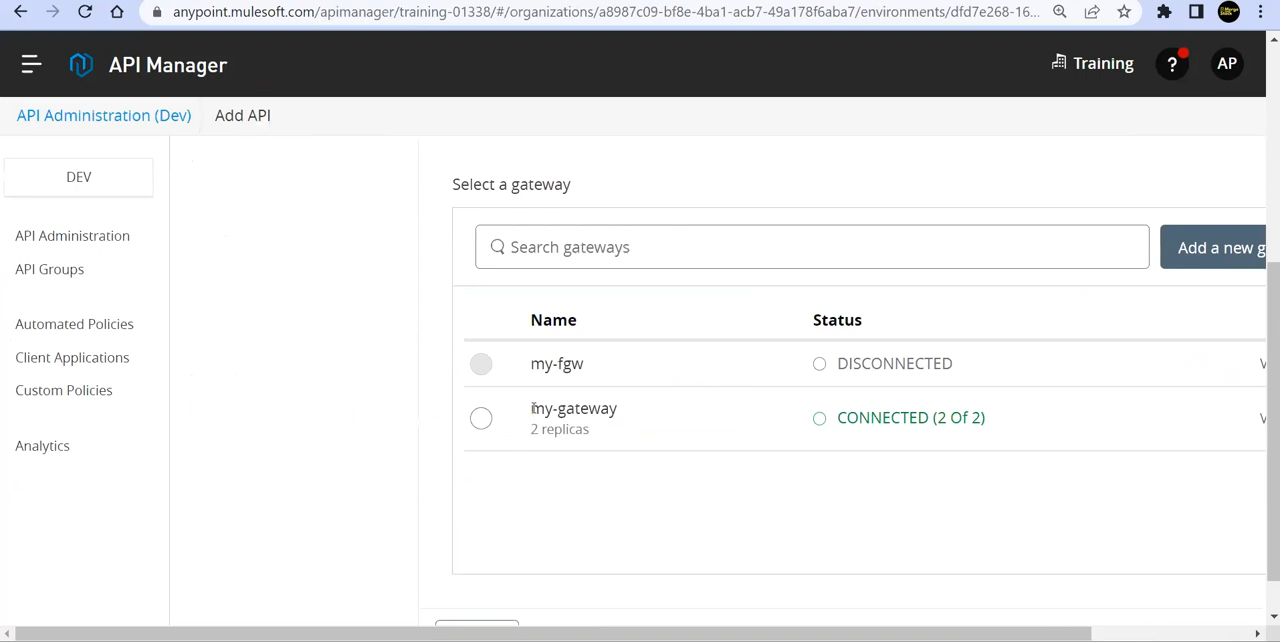 anypoint.mulesoft.com/apimanager/training-01338/#/organizations/a8987c09-bf8e-4ba1-acb7-49a178f6aba7/environments/dfd7e268-16...
API Manager
Training
?
AP
API Administration (Dev)
Add API
DEV
API Administration
API Groups
Automated Policies
Client Applications
Custom Policies
Analytics
Select a gateway
Search gateways
Add a new g
Name
Status
my-fgw
DISCONNECTED
V
my-gateway
2 replicas
CONNECTED (2 Of 2)
V